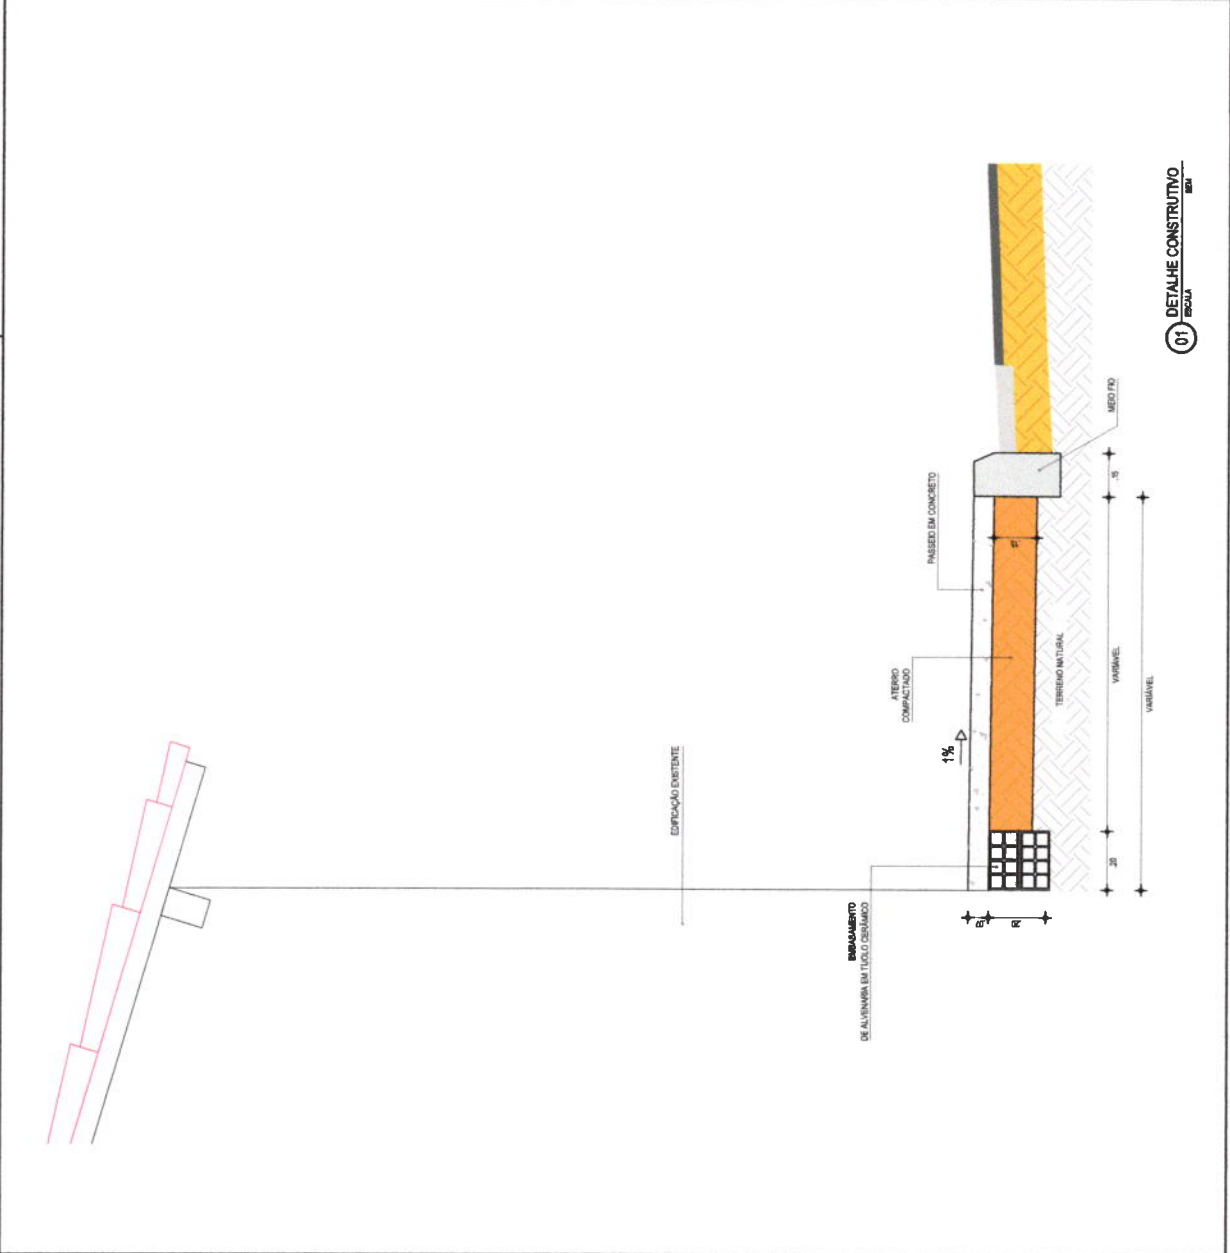 EDIFICAÇÃO EXISTENTE
ATERRO
COMPACTADO
PASSEIO EM CONCRETO
1%
EMBASAMENTO
DE ALVENARIA EM TIJOLO CERÂMICO
TERRENO NATURAL
MEIO FIO
.20
VARIÁVEL
.15
VARIÁVEL
01
DETALHE CONSTRUTIVO
ESCALA